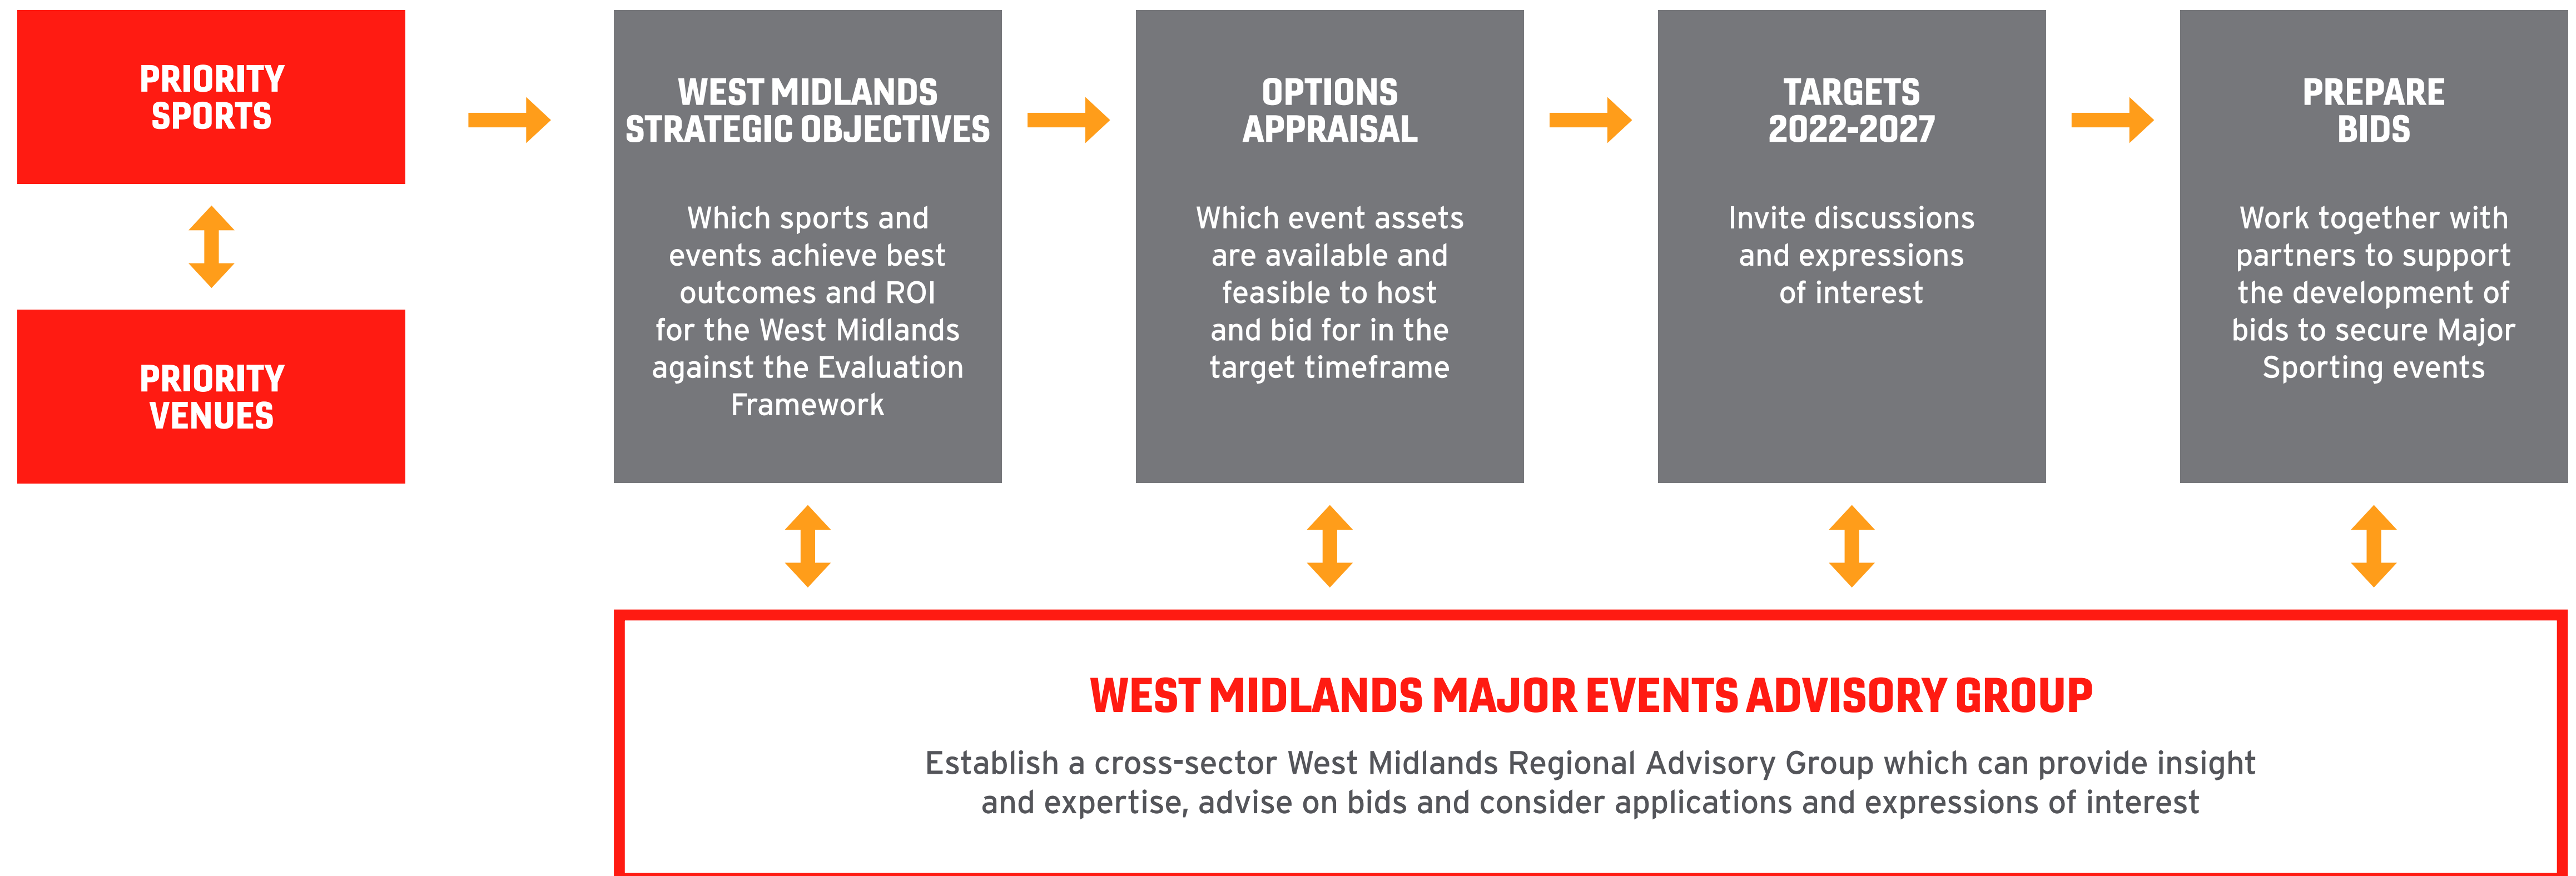 PRIORITY
SPORTS
PRIORITY
VENUES
WEST MIDLANDS
STRATEGIC OBJECTIVES
Which sports and
events achieve best
outcomes and ROI
for the West Midlands
against the Evaluation
Framework
OPTIONS
APPRAISAL
Which event assets
are available and
feasible to host
and bid for in the
target timeframe
TARGETS
2022-2027
Invite discussions
and expressions
of interest
PREPARE
BIDS
Work together with
partners to support
the development of
bids to secure Major
Sporting events
WEST MIDLANDS MAJOR EVENTS ADVISORY GROUP
Establish a cross-sector West Midlands Regional Advisory Group which can provide insight
and expertise, advise on bids and consider applications and expressions of interest